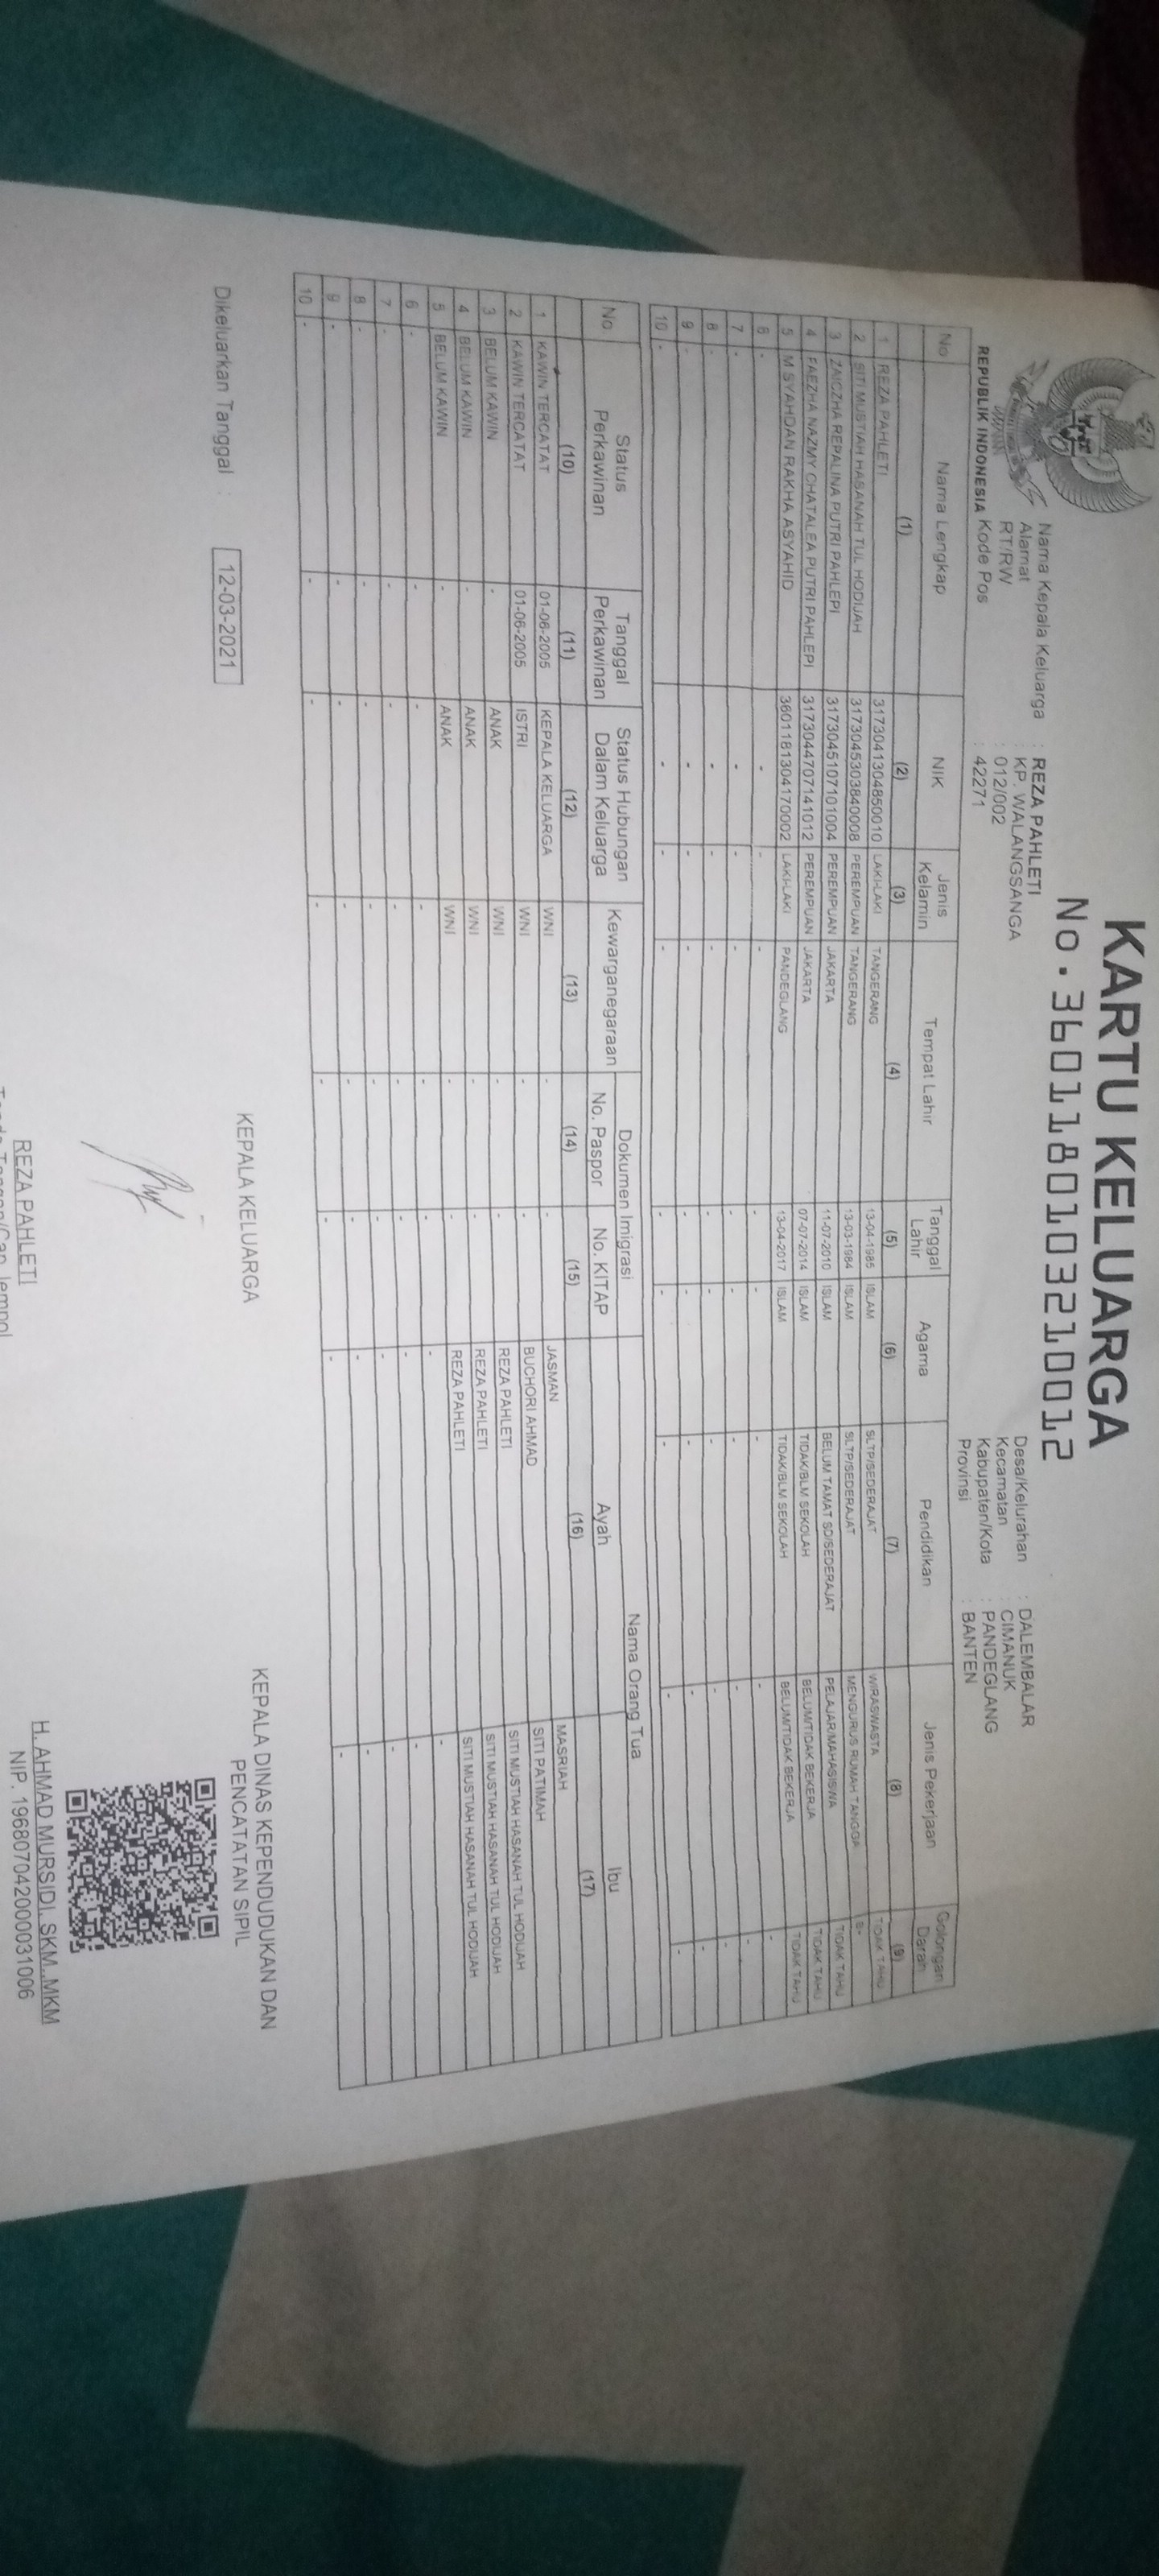 KARTU KELUARGA
No. 3601180103210012
REPUBLIK INDONESIA
Nama Kepala Keluarga : REZA PAHLETI
Alamat : KP. WALANGSANGA
RT/RW : 012/002
Kode Pos : 42271
Desa/Kelurahan : DALEMBALAR
Kecamatan : CIMANUK
Kabupaten/Kota : PANDEGLANG
Provinsi : BANTEN
No Nama Lengkap NIK Jenis Kelamin Tempat Lahir Tanggal Lahir Agama Pendidikan Jenis Pekerjaan Golongan Darah
(1) (2) (3) (4) (5) (6) (7) (8) (9)
1 REZA PAHLETI 3173041304850010 LAKI-LAKI TANGERANG 13-04-1985 ISLAM SLTP/SEDERAJAT WIRASWASTA TIDAK TAHU
2 SITI MUSTIAH HASANAH TUL HODIJAH 3173045303840008 PEREMPUAN TANGERANG 13-03-1984 ISLAM SLTP/SEDERAJAT MENGURUS RUMAH TANGGA
3 ZAICZHA REPALINA PUTRI PAHLEPI 3173045107101004 PEREMPUAN JAKARTA 11-07-2010 ISLAM BELUM TAMAT SD/SEDERAJAT PELAJAR/MAHASISWA TIDAK TAHU
4 FAEZHA NAZMY CHATALEA PUTRI PAHLEPI 3173044707141012 PEREMPUAN JAKARTA 07-07-2014 ISLAM TIDAK/BLM SEKOLAH BELUM/TIDAK BEKERJA TIDAK TAHU
5 M SYAHDAN RAKHA ASYAHID 3601181304170002 LAKI-LAKI PANDEGLANG 13-04-2017 ISLAM TIDAK/BLM SEKOLAH BELUM/TIDAK BEKERJA TIDAK TAHU
6 - - - - - - - - -
7 - - - - - - - - -
8 - - - - - - - - -
9 - - - - - - - - -
10 - - - - - - - - -
No Status Perkawinan Tanggal Perkawinan Status Hubungan Dalam Keluarga Kewarganegaraan Dokumen Imigrasi Nama Orang Tua
No. Paspor No. KITAP Ayah Ibu
(10) (11) (12) (13) (14) (15) (16) (17)
1 KAWIN TERCATAT 01-06-2005 KEPALA KELUARGA WNI - - JASMAN MASRIAH
2 KAWIN TERCATAT 01-06-2005 ISTRI WNI - - BUCHORI AHMAD SITI PATIMAH
3 BELUM KAWIN - ANAK WNI - - REZA PAHLETI SITI MUSTIAH HASANAH TUL HODIJAH
4 BELUM KAWIN - ANAK WNI - - REZA PAHLETI SITI MUSTIAH HASANAH TUL HODIJAH
5 BELUM KAWIN - ANAK WNI - - REZA PAHLETI SITI MUSTIAH HASANAH TUL HODIJAH
6 - - - - - - - -
7 - - - - - - - -
8 - - - - - - - -
9 - - - - - - - -
10 - - - - - - - -
Dikeluarkan Tanggal : 12-03-2021
KEPALA KELUARGA
REZA PAHLETI
KEPALA DINAS KEPENDUDUKAN DAN
PENCATATAN SIPIL
H. AHMAD MURSIDI, SKM.,MKM
NIP. 196807042000031006